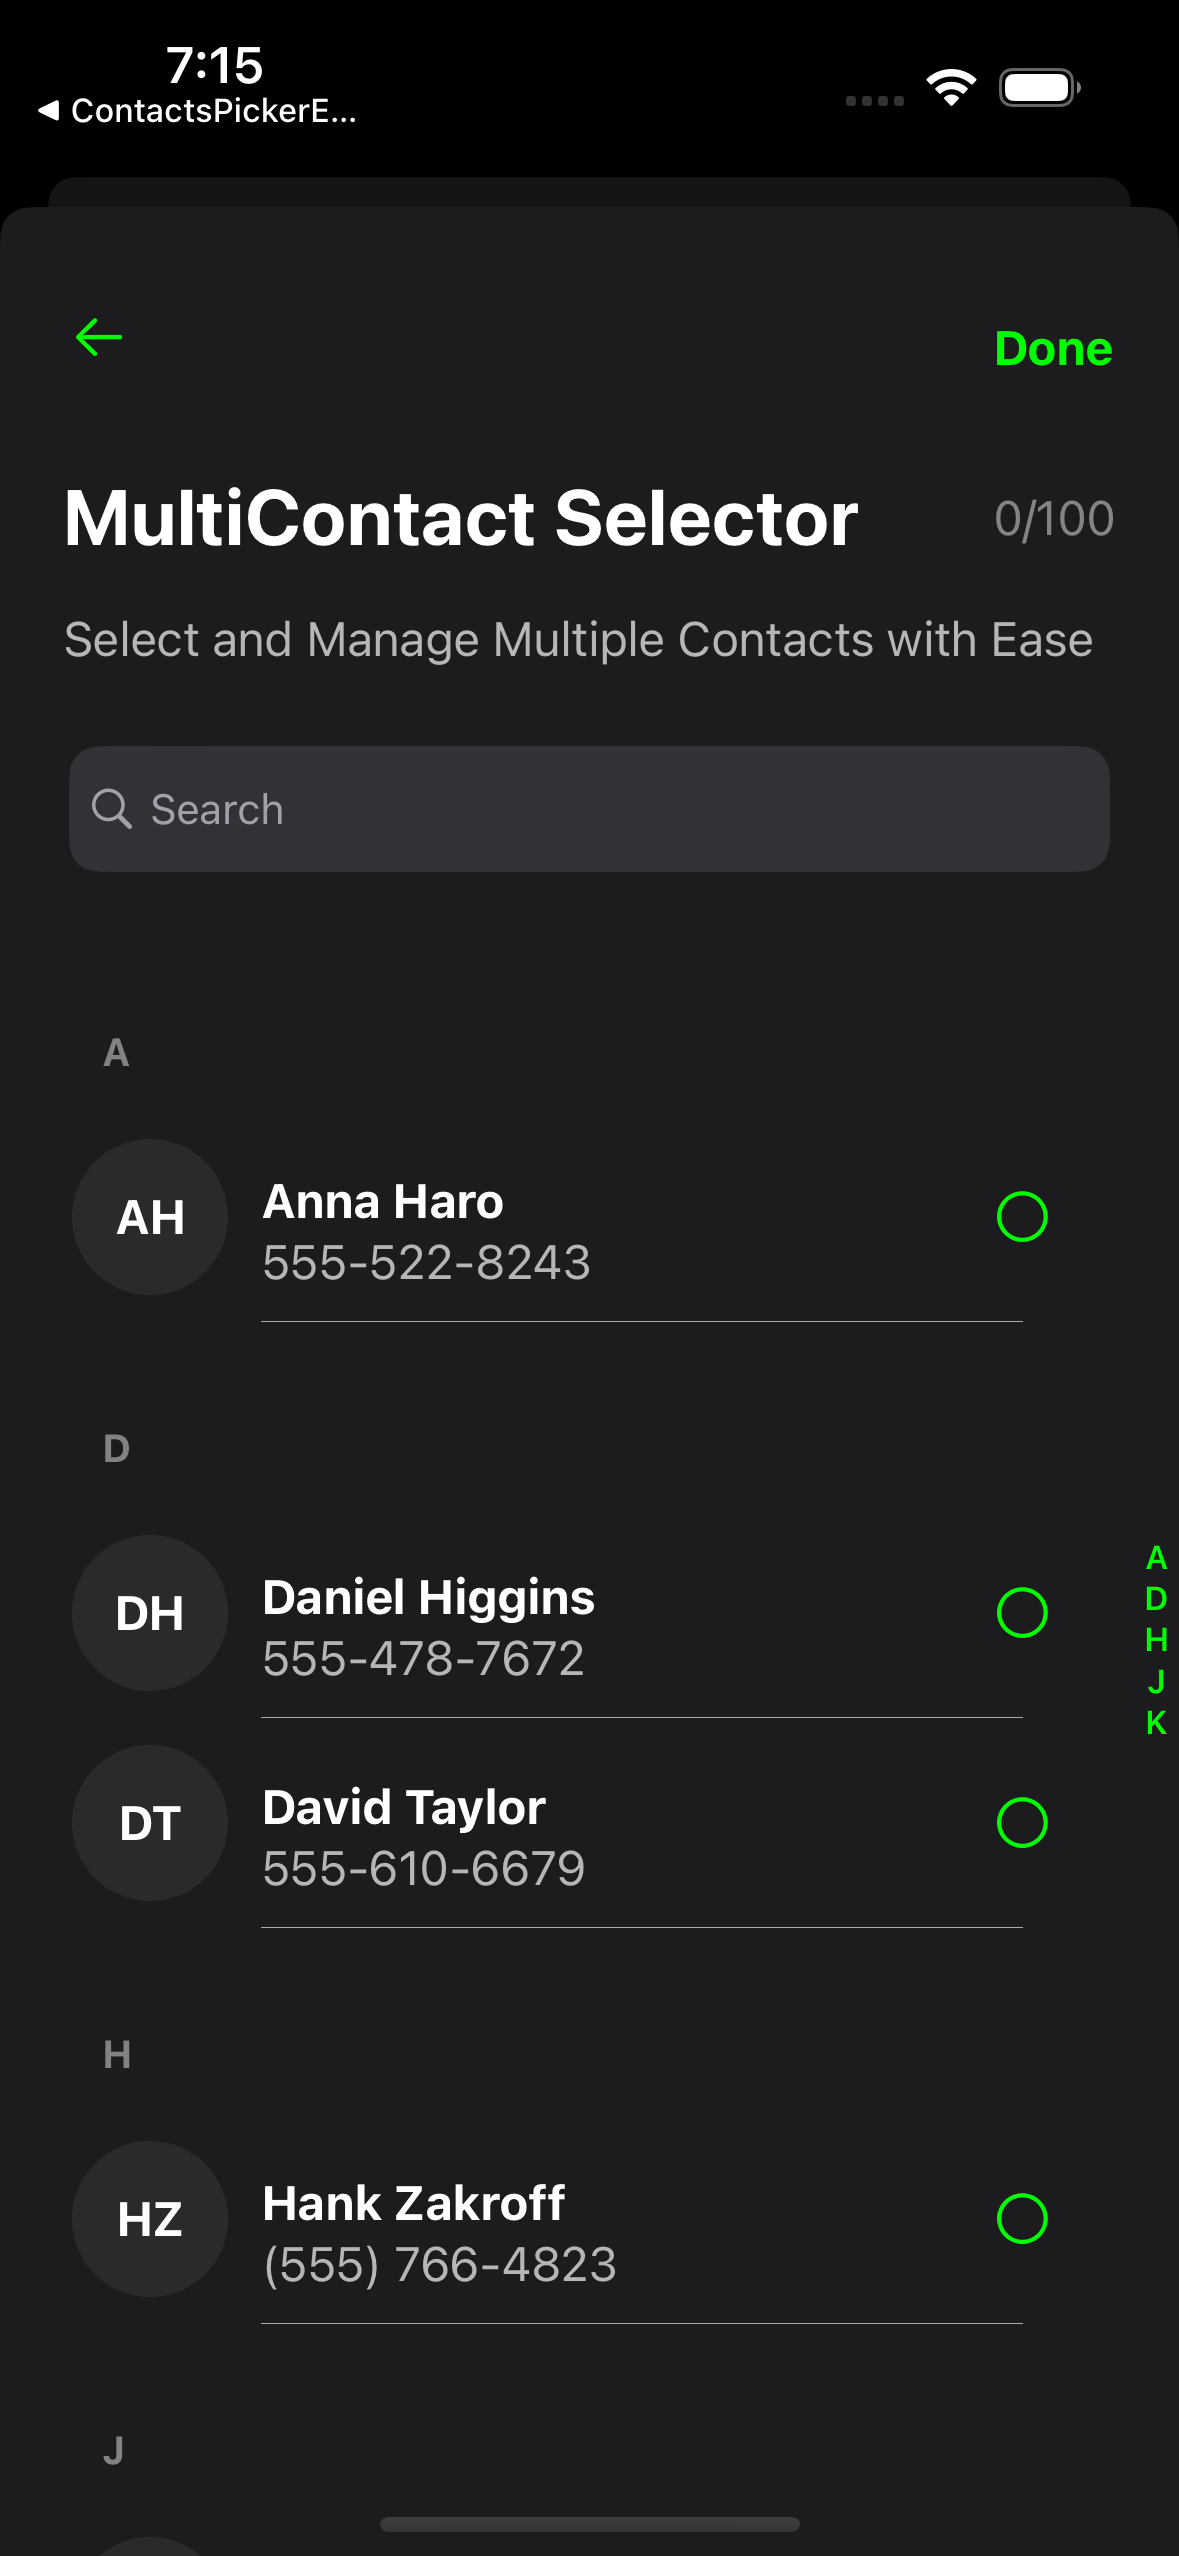 7:15
◀ ContactsPickerE...
Done
MultiContact Selector
0/100
Select and Manage Multiple Contacts with Ease
Search
A
AH
Anna Haro
555-522-8243
D
DH
Daniel Higgins
555-478-7672
DT
David Taylor
555-610-6679
H
HZ
Hank Zakroff
(555) 766-4823
J
A
D
H
J
K